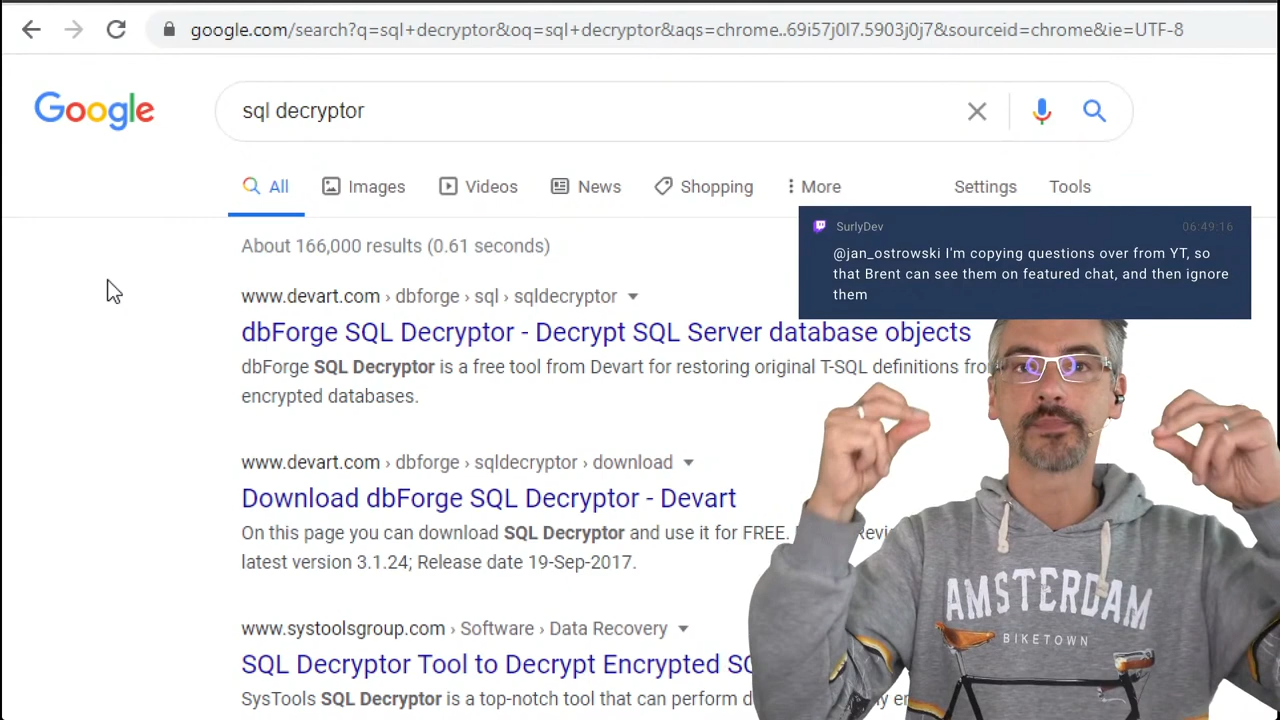 google.com/search?q=sql+decryptor&oq=sql+decryptor&aqs=chrome..69i57j0l7.5903j0j7&sourceid=chrome&ie=UTF-8
Google
sql decryptor
All Images Videos News Shopping More Settings Tools
About 166,000 results (0.61 seconds)
SurlyDev 06:49:16
@jan_ostrowski I'm copying questions over from YT, so
that Brent can see them on featured chat, and then ignore
them
www.devart.com › dbforge › sql › sqldecryptor
dbForge SQL Decryptor - Decrypt SQL Server database objects
dbForge SQL Decryptor is a free tool from Devart for restoring original T-SQL definitions
encrypted databases.
www.devart.com › dbforge › sqldecryptor › download
Download dbForge SQL Decryptor - Devart
On this page you can download SQL Decryptor and use it for FREE.
latest version 3.1.24; Release date 19-Sep-2017.
www.systoolsgroup.com › Software › Data Recovery
SQL Decryptor Tool to Decrypt Encrypted
SysTools SQL Decryptor is a top-notch tool that can perform
AMSTERDAM
BIKETOWN